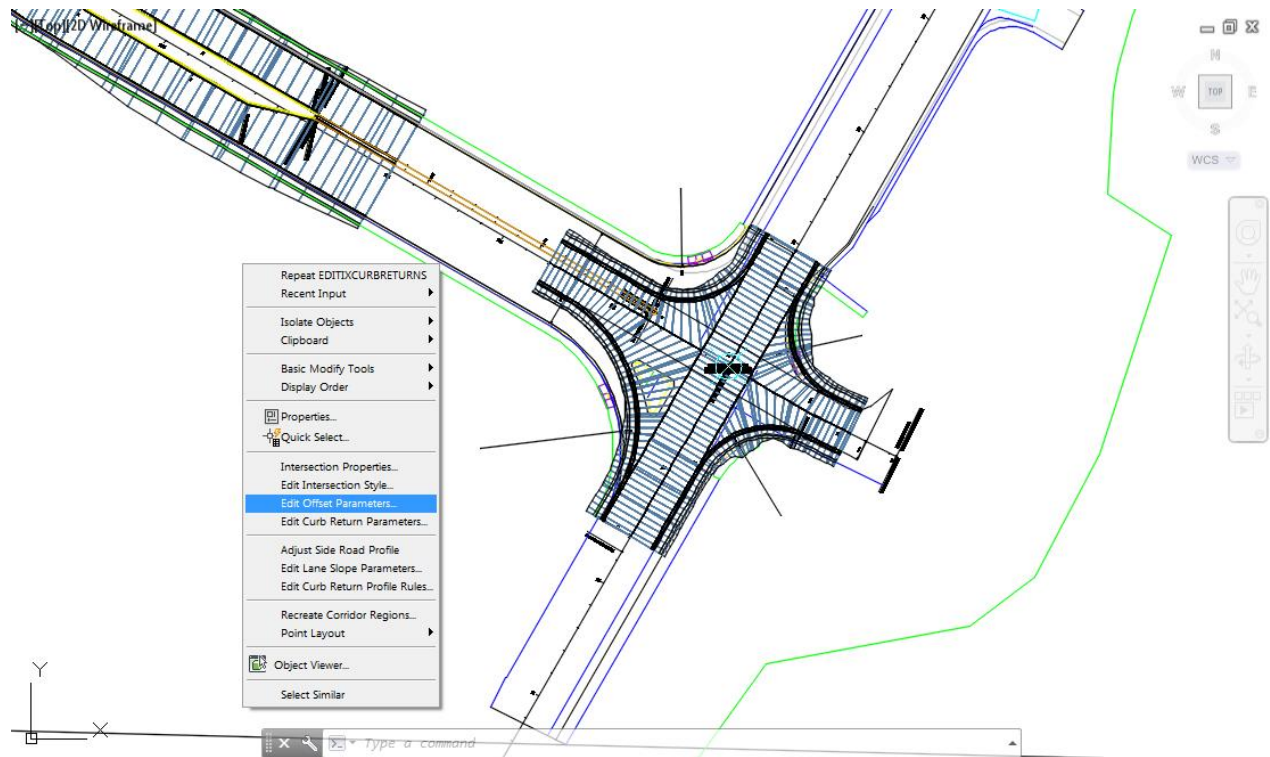 [-][Top][2D Wireframe]
N
W
TOP
E
S
WCS
Repeat EDITIXCURBRETURNS
Recent Input
Isolate Objects
Clipboard
Basic Modify Tools
Display Order
Properties...
Quick Select...
Intersection Properties...
Edit Intersection Style...
Edit Offset Parameters...
Edit Curb Return Parameters...
Adjust Side Road Profile
Edit Lane Slope Parameters...
Edit Curb Return Profile Rules...
Recreate Corridor Regions...
Point Layout
Object Viewer...
Select Similar
Y
X
Type a command